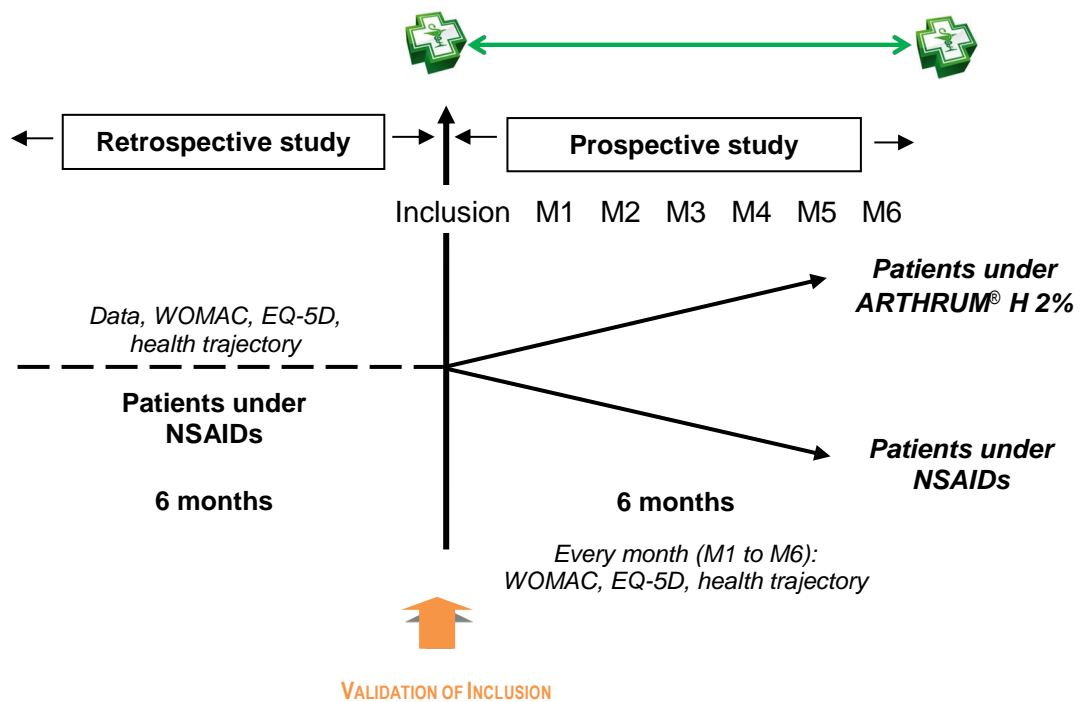 Retrospective study
Prospective study
Inclusion M1 M2 M3 M4 M5 M6
Patients under
ARTHRUM® H 2%
Data, WOMAC, EQ-5D,
health trajectory
Patients under
NSAIDs
Patients under
NSAIDs
6 months
6 months
Every month (M1 to M6):
WOMAC, EQ-5D, health trajectory
VALIDATION OF INCLUSION